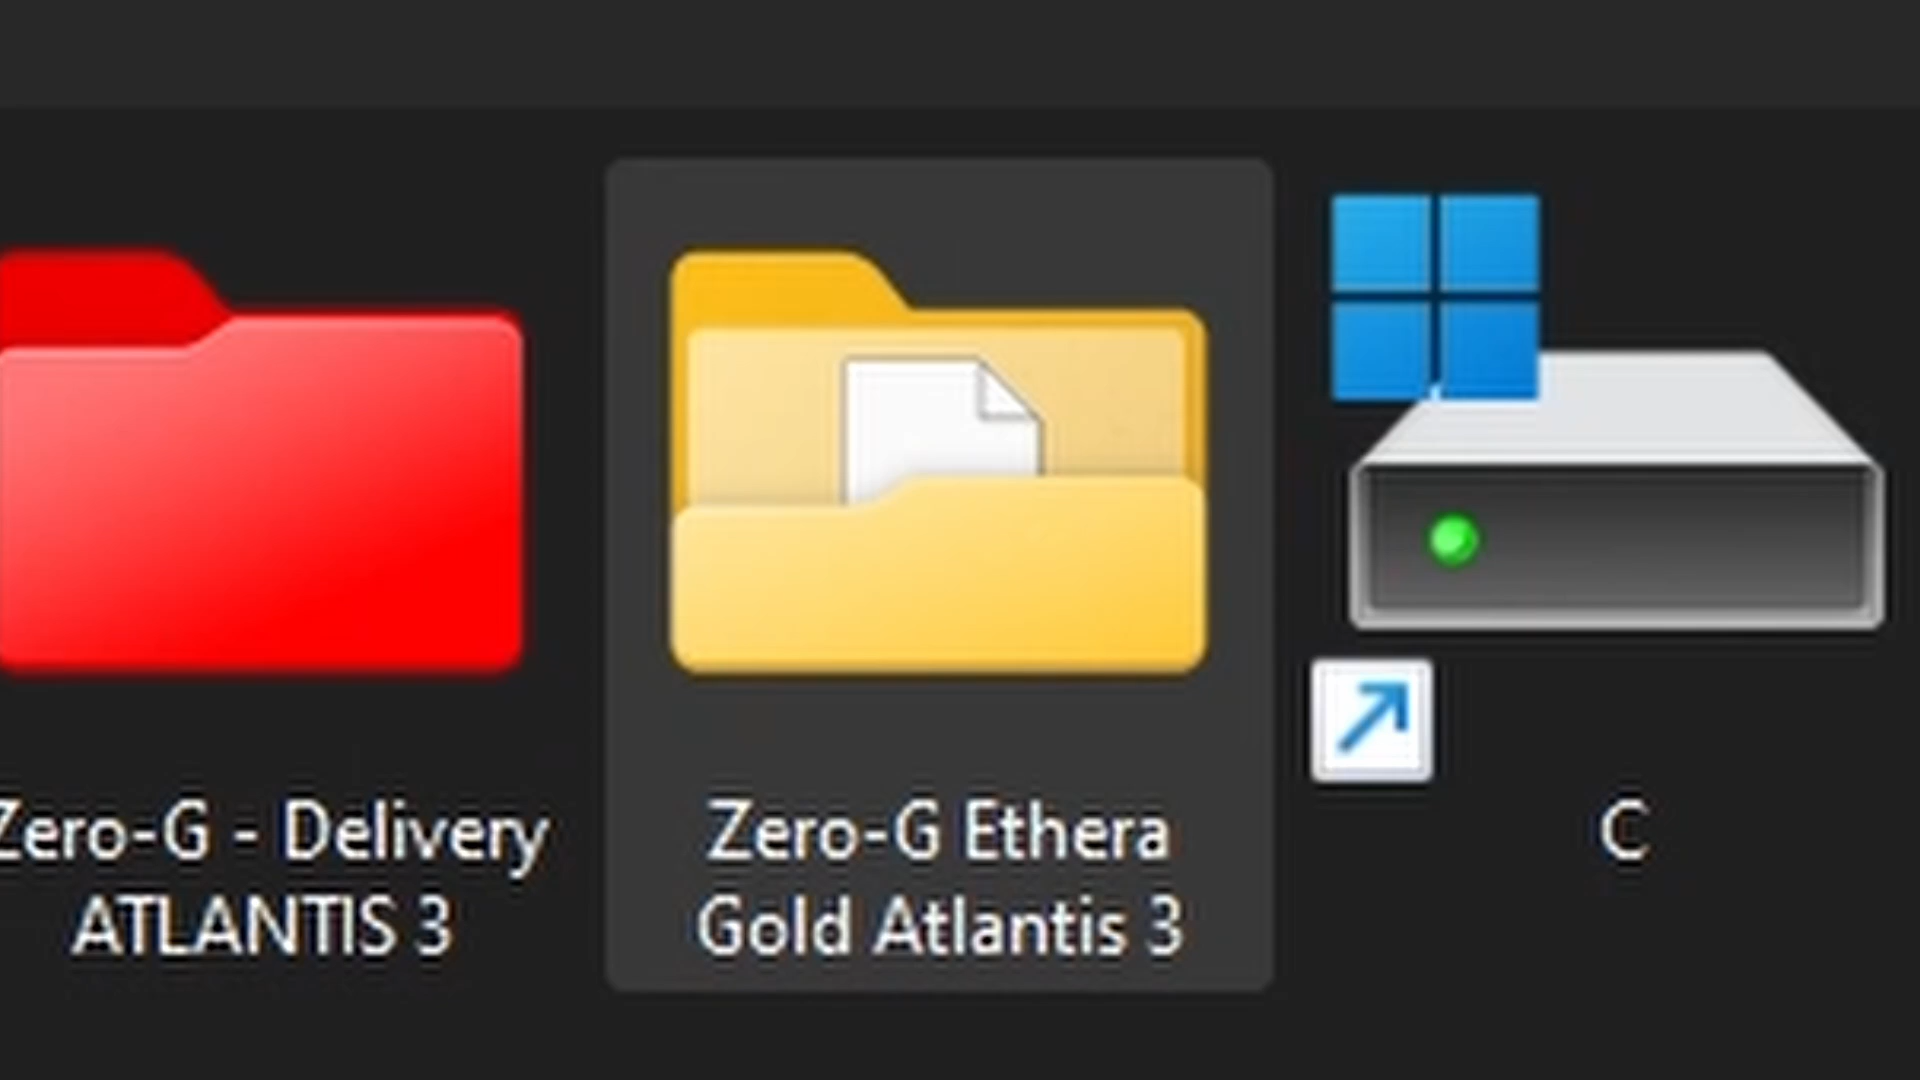 Zero-G - Delivery
ATLANTIS 3
Zero-G Ethera
Gold Atlantis 3
C